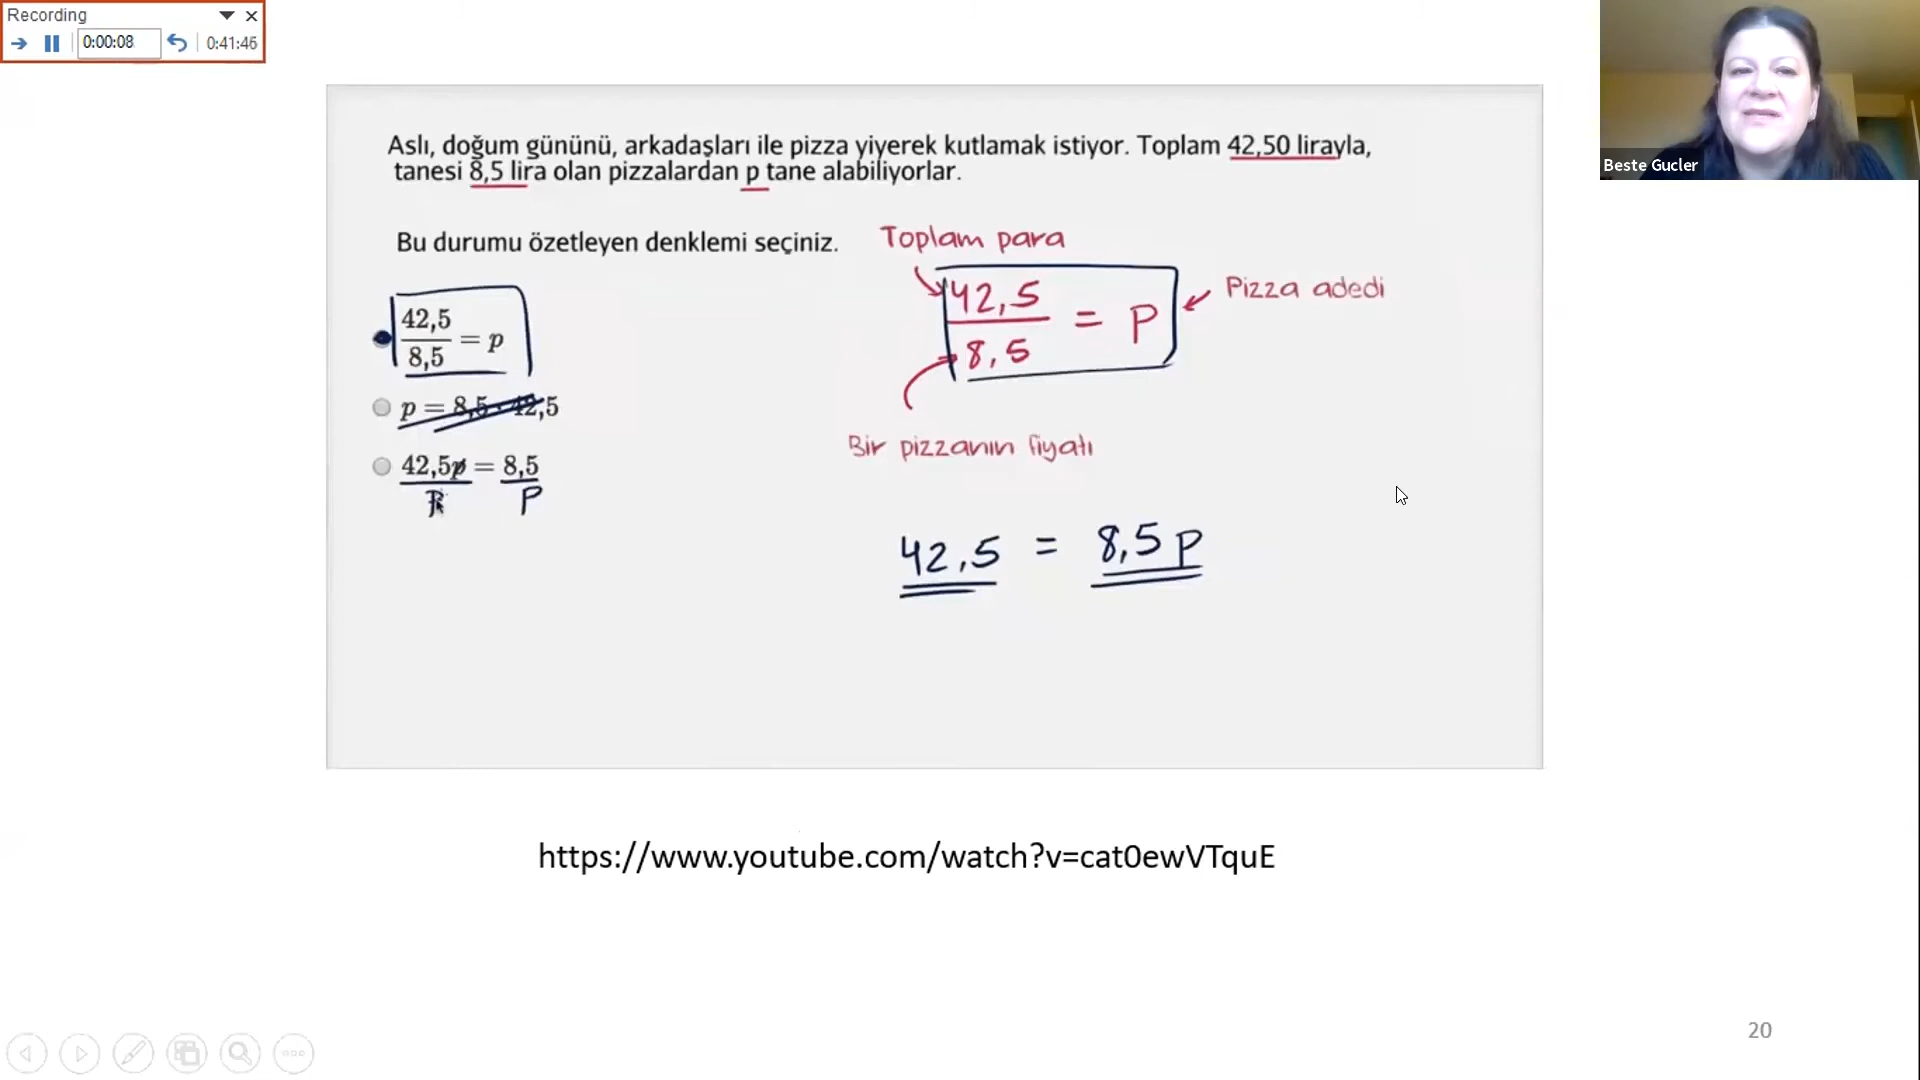 Recording
0:00:08
0:41:46
Beste Gucler
Aslı, doğum gününü, arkadaşları ile pizza yiyerek kutlamak istiyor. Toplam 42,50 lirayla,
tanesi 8,5 lira olan pizzalardan p tane alabiliyorlar.
Bu durumu özetleyen denklemi seçiniz.
42,5
8,5
= p
p = 8,5 · 42,5
42,5p = 8,5
p p
Toplam para
42,5
8,5
= p
Pizza adedi
Bir pizzanın fiyatı
42,5 = 8,5 p
https://www.youtube.com/watch?v=cat0ewVTquE
20